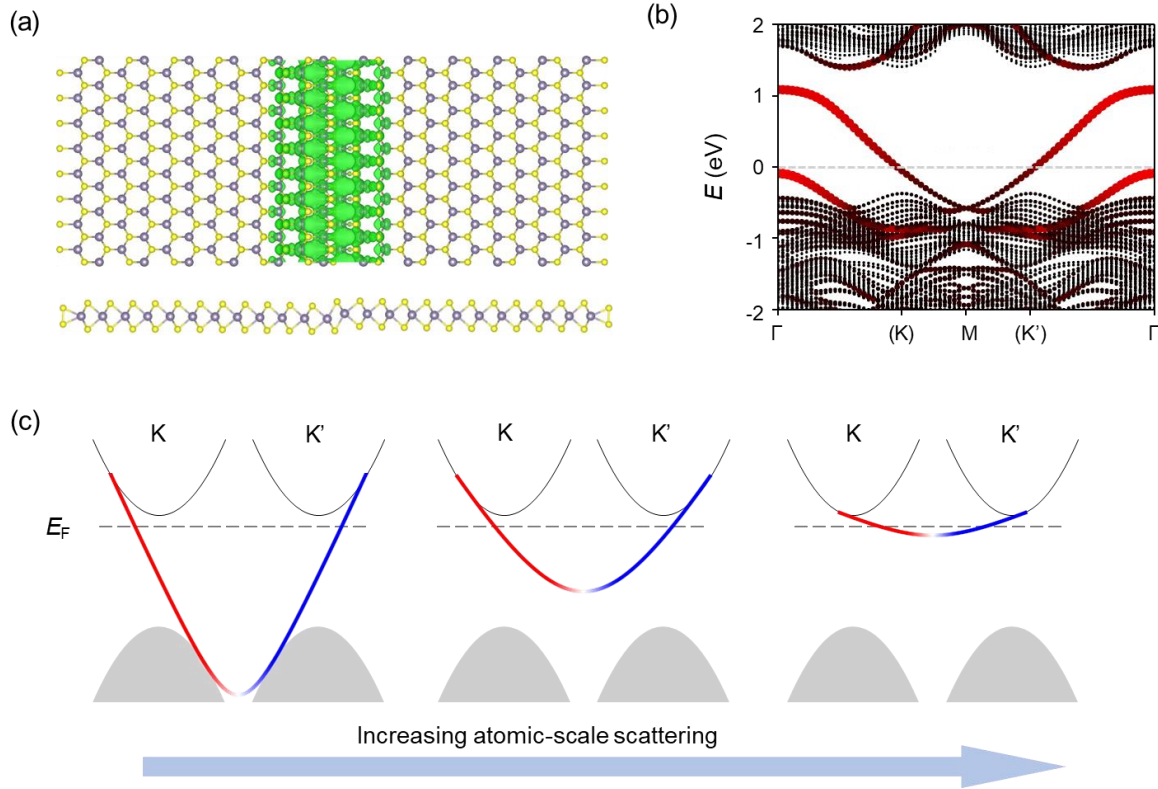 (a)
(b)
2
1
0
-1
-2
E (eV)
Γ
(K)
M
(K’)
Γ
(c)
K
K’
K
K’
K
K’
EF
Increasing atomic-scale scattering